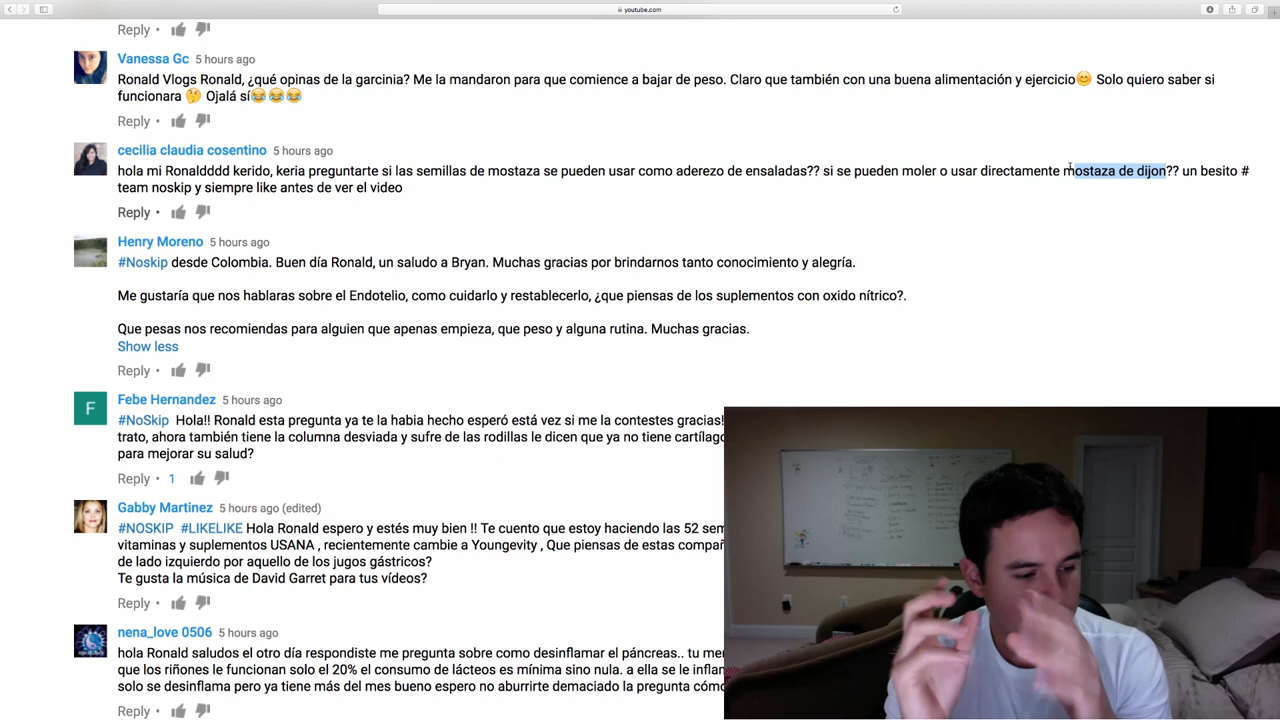 youtube.com
Reply •
Vanessa Gc 5 hours ago
Ronald Vlogs Ronald, ¿qué opinas de la garcinia? Me la mandaron para que comience a bajar de peso. Claro que también con una buena alimentación y ejercicio😊 Solo quiero saber si
funcionara 🤔 Ojalá sí😂😂😂
Reply •
cecilia claudia cosentino 5 hours ago
hola mi Ronaldddd kerido, keria preguntarte si las semillas de mostaza se pueden usar como aderezo de ensaladas?? si se pueden moler o usar directamente mostaza de dijon?? un besito #
team noskip y siempre like antes de ver el video
Reply •
Henry Moreno 5 hours ago
#Noskip desde Colombia. Buen día Ronald, un saludo a Bryan. Muchas gracias por brindarnos tanto conocimiento y alegría.
Me gustaría que nos hablaras sobre el Endotelio, como cuidarlo y restablecerlo, ¿que piensas de los suplementos con oxido nítrico?.
Que pesas nos recomiendas para alguien que apenas empieza, que peso y alguna rutina. Muchas gracias.
Show less
Reply •
F
Febe Hernandez 5 hours ago
#NoSkip Hola!! Ronald esta pregunta ya te la habia hecho esperó está vez si me la contestes gracias!
trato, ahora también tiene la columna desviada y sufre de las rodillas le dicen que ya no tiene cartílago
para mejorar su salud?
Reply • 1
Gabby Martinez 5 hours ago (edited)
#NOSKIP #LIKELIKE Hola Ronald espero y estés muy bien !! Te cuento que estoy haciendo las 52 sem
vitaminas y suplementos USANA , recientemente cambie a Youngevity , Que piensas de estas compañ
de lado izquierdo por aquello de los jugos gástricos?
Te gusta la música de David Garret para tus vídeos?
Reply •
nena_love 0506 5 hours ago
hola Ronald saludos el otro día respondiste me pregunta sobre como desinflamar el páncreas.. tu me
que los riñones le funcionan solo el 20% el consumo de lácteos es mínima sino nula. a ella se le inflan
solo se desinflama pero ya tiene más del mes bueno espero no aburrirte demaciado la pregunta cómo
Reply •